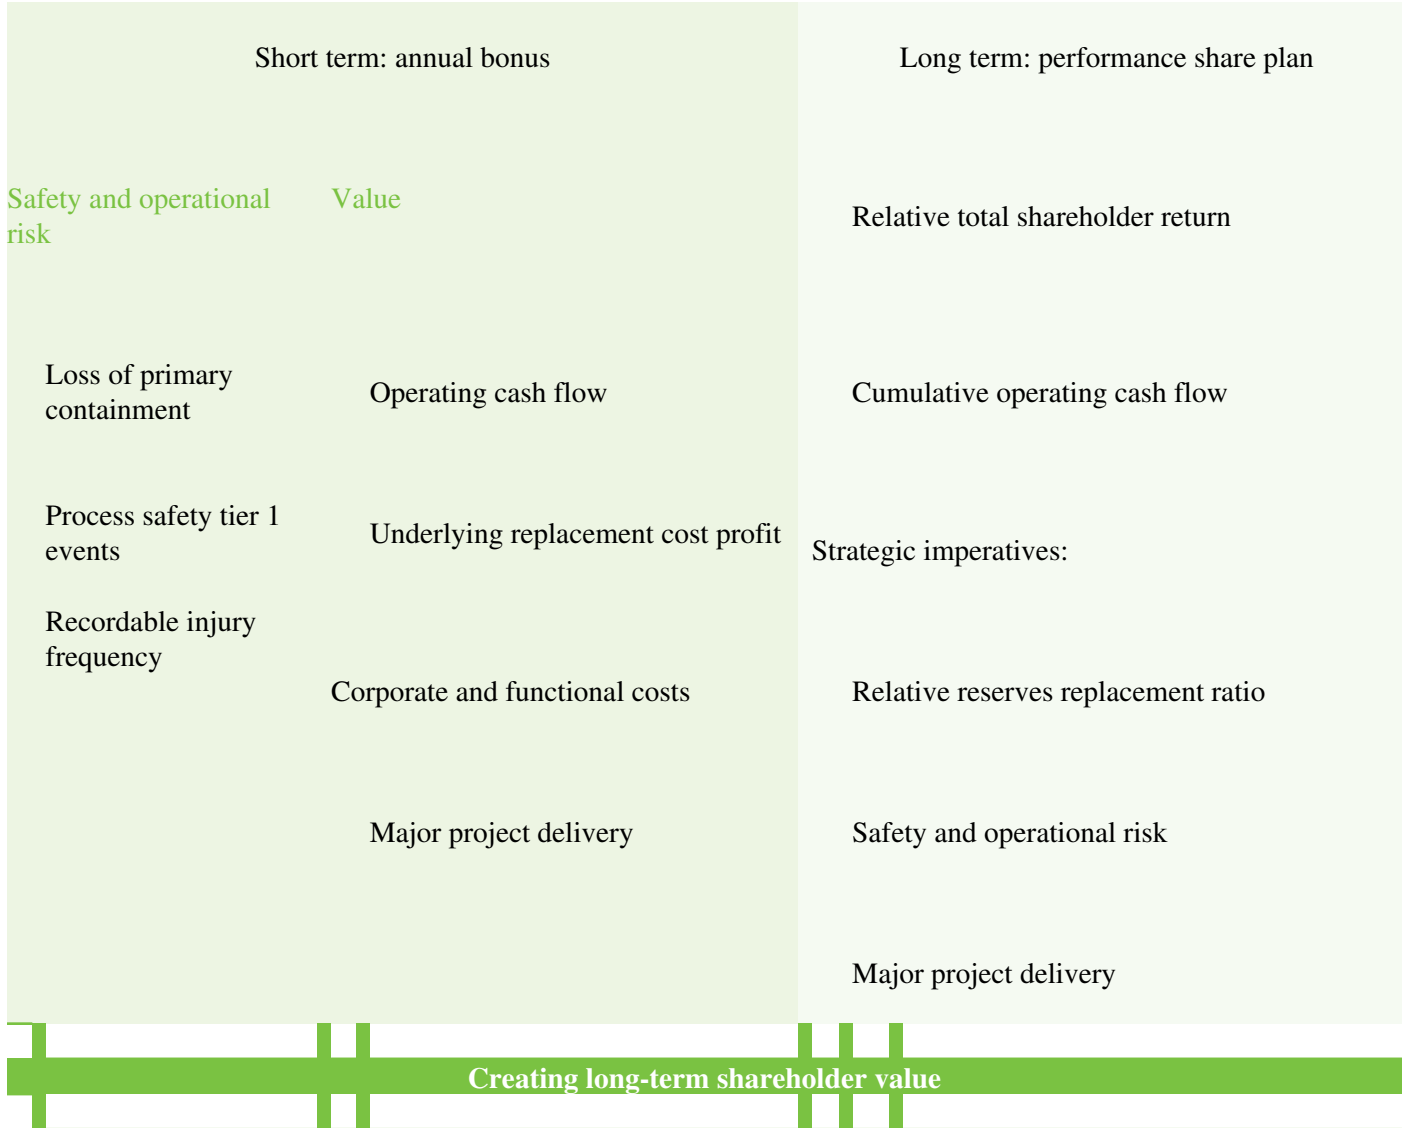 Short term: annual bonus
Long term: performance share plan
Safety and operational
risk
Value
Loss of primary
containment
Operating cash flow
Process safety tier 1
events
Underlying replacement cost profit
Recordable injury
frequency
Corporate and functional costs
Major project delivery
Relative total shareholder return
Cumulative operating cash flow
Strategic imperatives:
Relative reserves replacement ratio
Safety and operational risk
Major project delivery
Creating long-term shareholder value